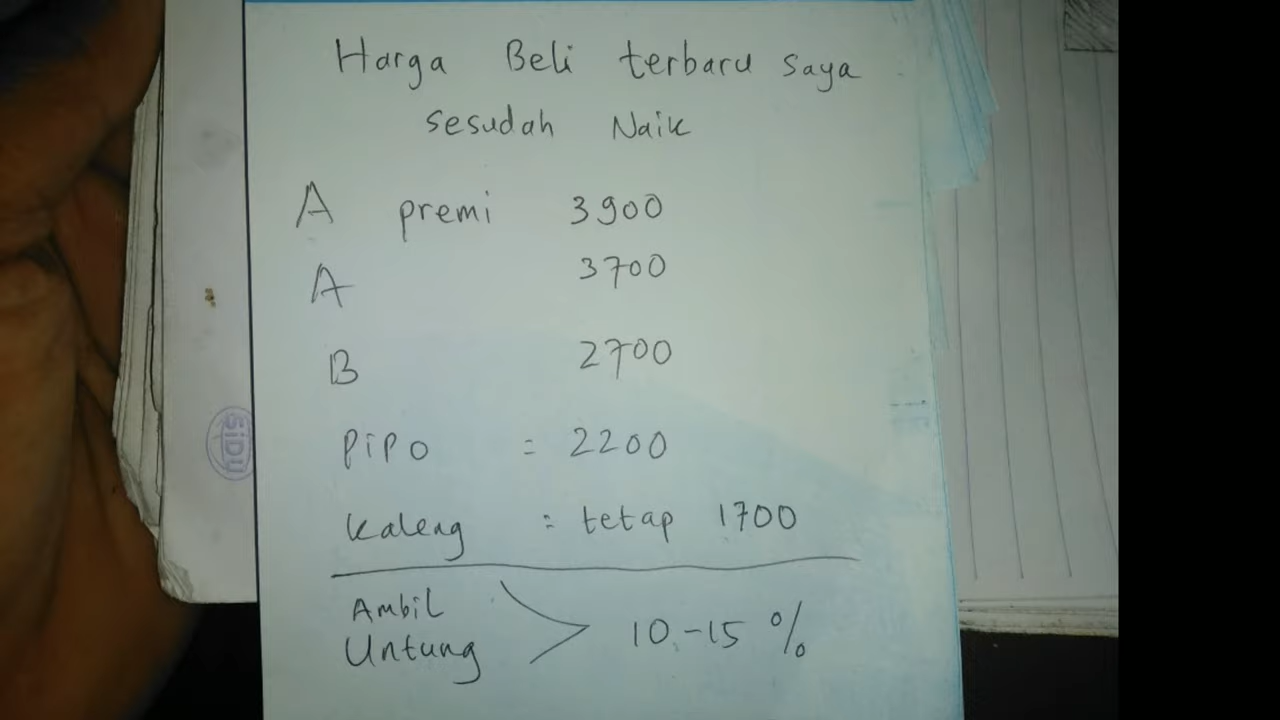 Harga Beli terbaru saya
sesudah Naik
A premi 3900
A 3700
B 2700
PiPo = 2200
Kaleng = tetap 1700
Ambil
Untung > 10-15 %
SiDU